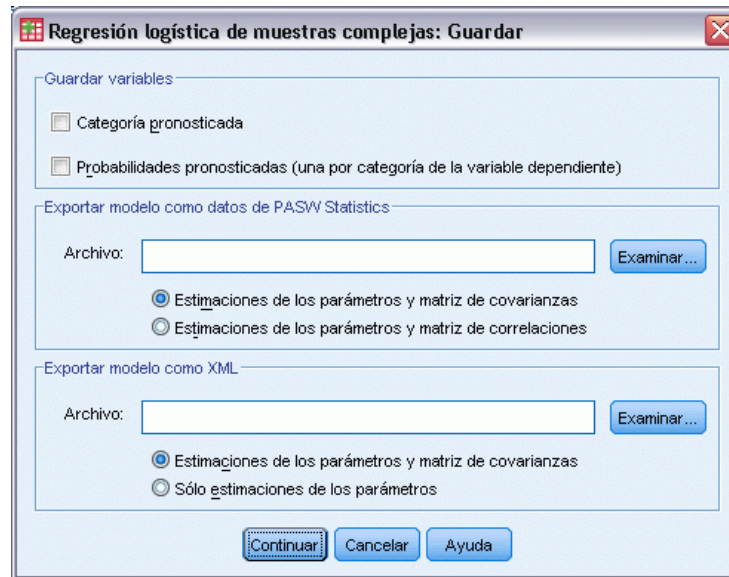 Regresión logística de muestras complejas: Guardar
Guardar variables
Categoría pronosticada
Probabilidades pronosticadas (una por categoría de la variable dependiente)
Exportar modelo como datos de PASW Statistics
Archivo:
Examinar...
Estimaciones de los parámetros y matriz de covarianzas
Estimaciones de los parámetros y matriz de correlaciones
Exportar modelo como XML
Archivo:
Examinar...
Estimaciones de los parámetros y matriz de covarianzas
Sólo estimaciones de los parámetros
Continuar Cancelar Ayuda